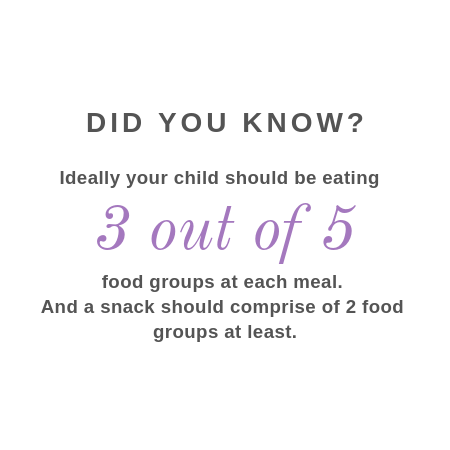 DID YOU KNOW?
Ideally your child should be eating
3 out of 5
food groups at each meal.
And a snack should comprise of 2 food
groups at least.